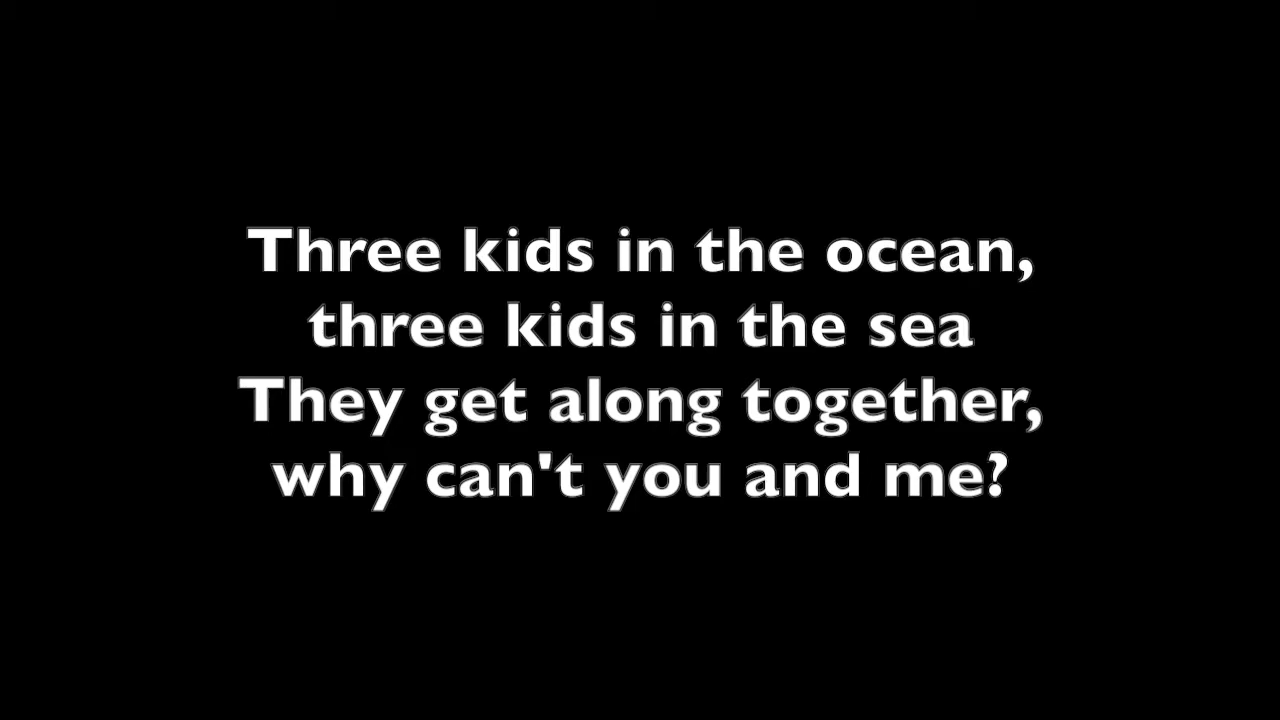 Three kids in the ocean,
three kids in the sea
They get along together,
why can't you and me?